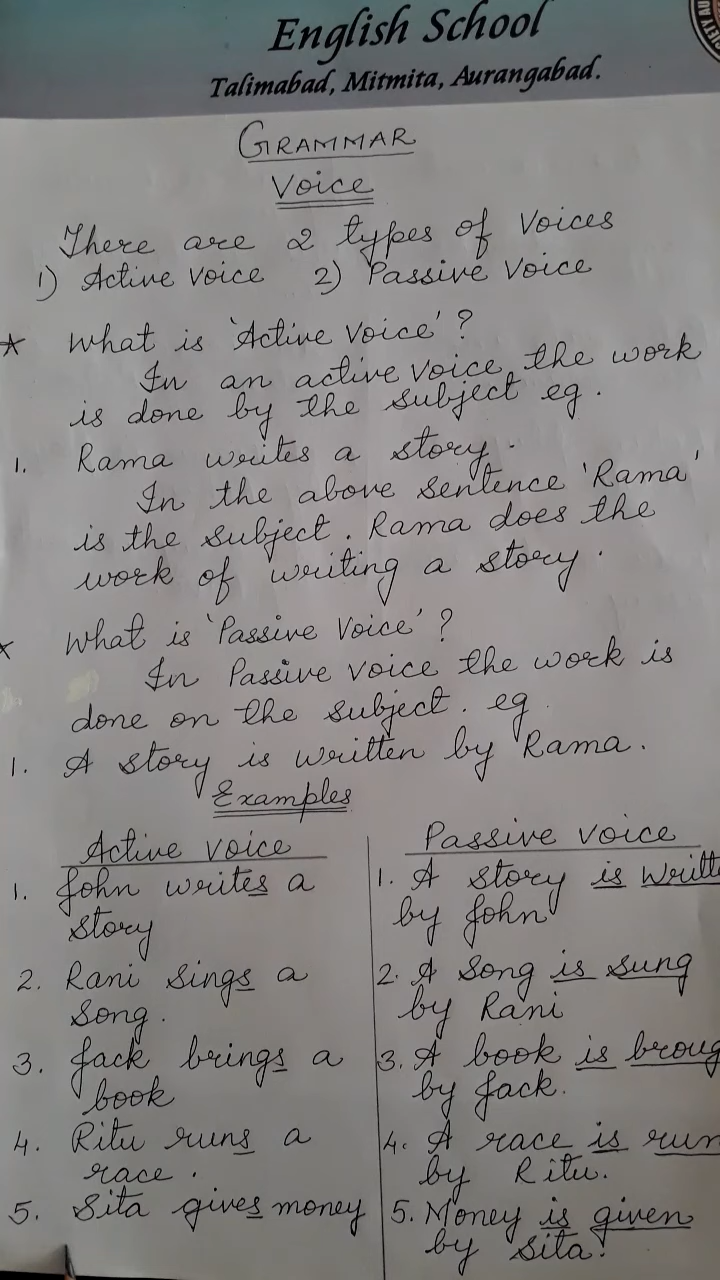 English School
Talimabad, Mitmita, Aurangabad.
GRAMMAR
Voice
There are 2 types of Voices
1) Active Voice 2) Passive Voice
* What is 'Active Voice'?
In an active voice, the work
is done by the subject eg.
1. Rama writes a story.
In the above sentence 'Rama'
is the subject. Rama does the
work of writing a story.
* What is 'Passive Voice'?
In Passive voice the work is
done on the subject. eg.
1. A story is written by Rama.
Examples
Active voice
1. John writes a
story
2. Rani sings a
song.
3. Jack brings a
book
4. Ritu runs a
race.
5. Sita gives money
Passive voice
1. A story is writt
by John
2. A song is sung
by Rani
3. A book is broug
by Jack.
4. A race is run
by Ritu.
5. Money is given
by Sita.